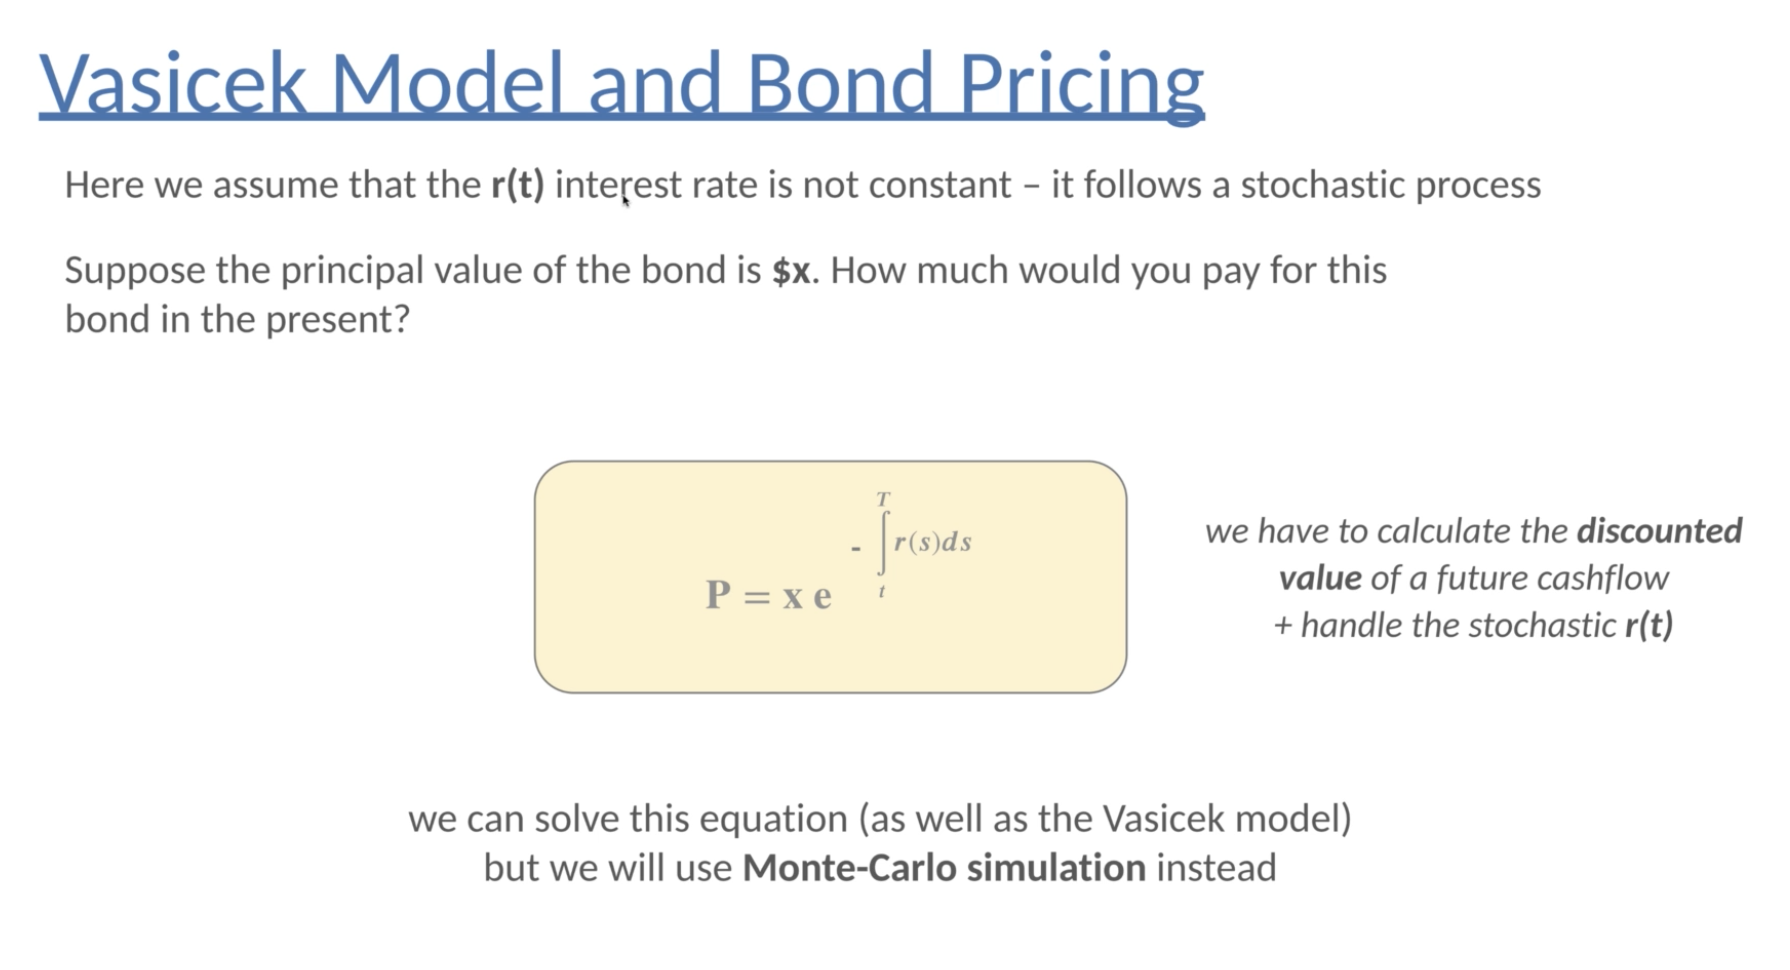 Vasicek Model and Bond Pricing
Here we assume that the r(t) interest rate is not constant – it follows a stochastic process
Suppose the principal value of the bond is $x. How much would you pay for this
bond in the present?
P = x e - ∫ t T r(s)ds
we have to calculate the discounted
value of a future cashflow
+ handle the stochastic r(t)
we can solve this equation (as well as the Vasicek model)
but we will use Monte-Carlo simulation instead